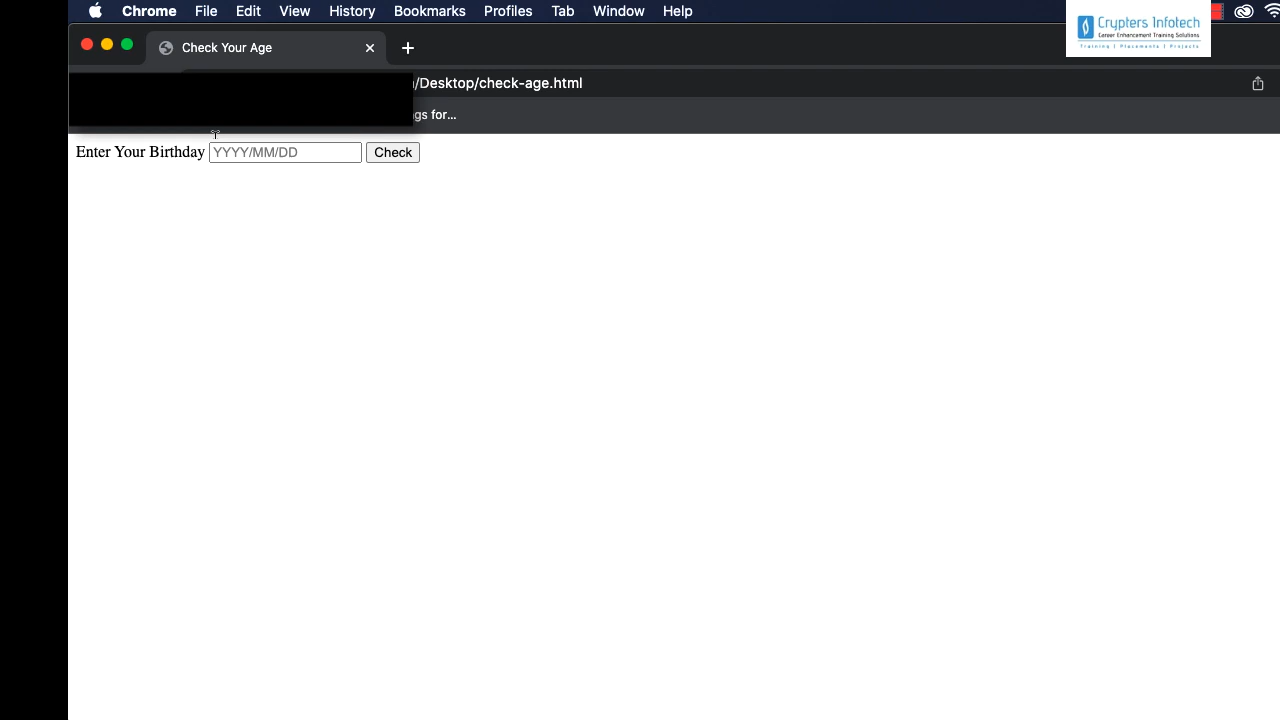 Chrome File Edit View History Bookmarks Profiles Tab Window Help
Crypters Infotech
Career Enhancement Training Solutions
Training | Placements | Projects
Check Your Age
/Desktop/check-age.html
gs for...
Enter Your Birthday YYYY/MM/DD Check